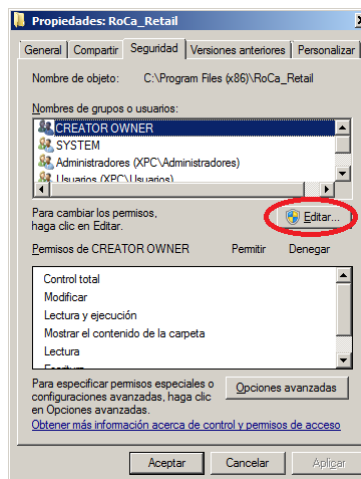 Propiedades: RoCa_Retail
General Compartir Seguridad Versiones anteriores Personalizar
Nombre de objeto: C:\Program Files (x86)\RoCa_Retail
Nombres de grupos o usuarios:
CREATOR OWNER
SYSTEM
Administradores (XPC\Administradores)
Usuarios (XPC\Usuarios)
Para cambiar los permisos,
haga clic en Editar.
Editar...
Permisos de CREATOR OWNER Permitir Denegar
Control total
Modificar
Lectura y ejecución
Mostrar el contenido de la carpeta
Lectura
Escritura
Para especificar permisos especiales o
configuraciones avanzadas, haga clic
en Opciones avanzadas.
Opciones avanzadas
Obtener más información acerca de control y permisos de acceso
Aceptar Cancelar Aplicar